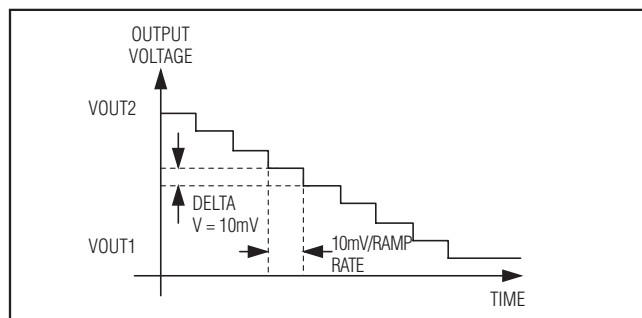 OUTPUT
VOLTAGE
VOUT2
DELTA
V = 10mV
VOUT1
10mV/RAMP
RATE
TIME